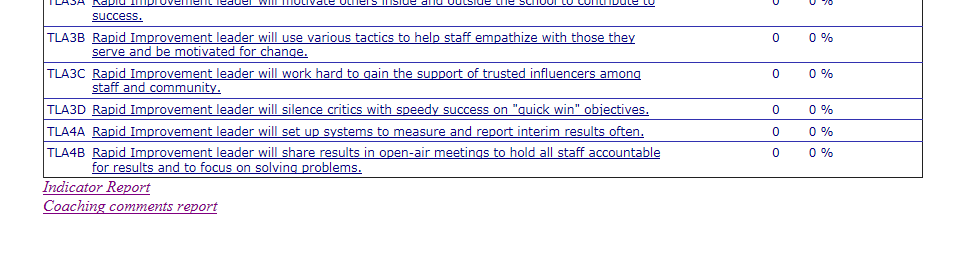 TLA3A Rapid Improvement leader will motivate others inside and outside the school to contribute to 0 0 %
success.
TLA3B Rapid Improvement leader will use various tactics to help staff empathize with those they 0 0 %
serve and be motivated for change.
TLA3C Rapid Improvement leader will work hard to gain the support of trusted influencers among 0 0 %
staff and community.
TLA3D Rapid Improvement leader will silence critics with speedy success on "quick win" objectives. 0 0 %
TLA4A Rapid Improvement leader will set up systems to measure and report interim results often. 0 0 %
TLA4B Rapid Improvement leader will share results in open-air meetings to hold all staff accountable 0 0 %
for results and to focus on solving problems.
Indicator Report
Coaching comments report